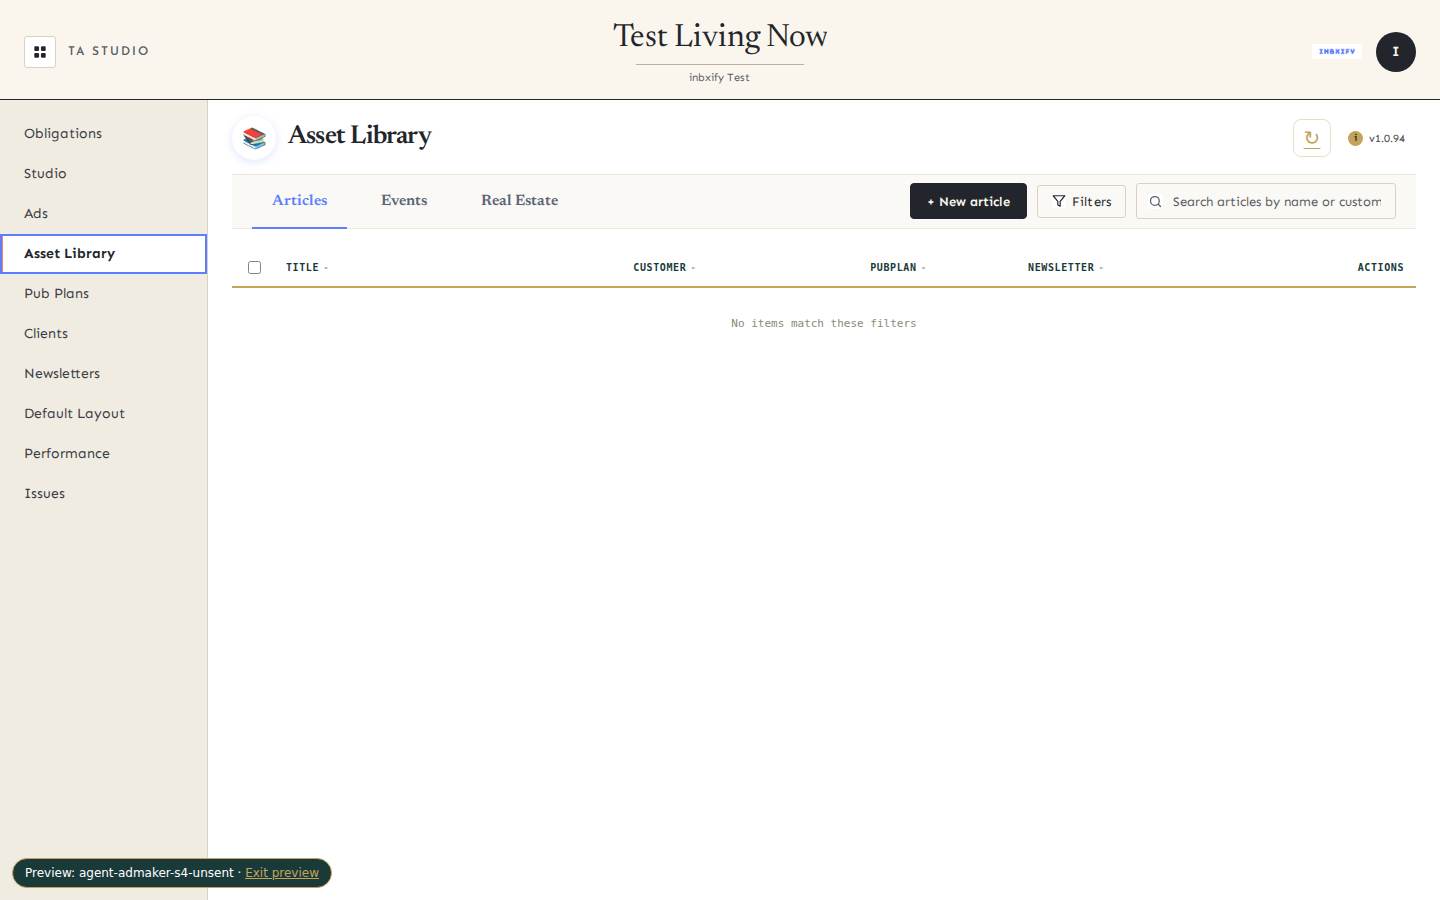 TA STUDIO
Test Living Now
inbxify Test
INBXIFY
I
Obligations
Studio
Ads
Asset Library
Pub Plans
Clients
Newsletters
Default Layout
Performance
Issues
Asset Library
↻
i v1.0.94
Articles Events Real Estate
+ New article
Filters
Search articles by name or custom
TITLE - CUSTOMER - PUBPLAN - NEWSLETTER - ACTIONS
No items match these filters
Preview: agent-admaker-s4-unsent · Exit preview